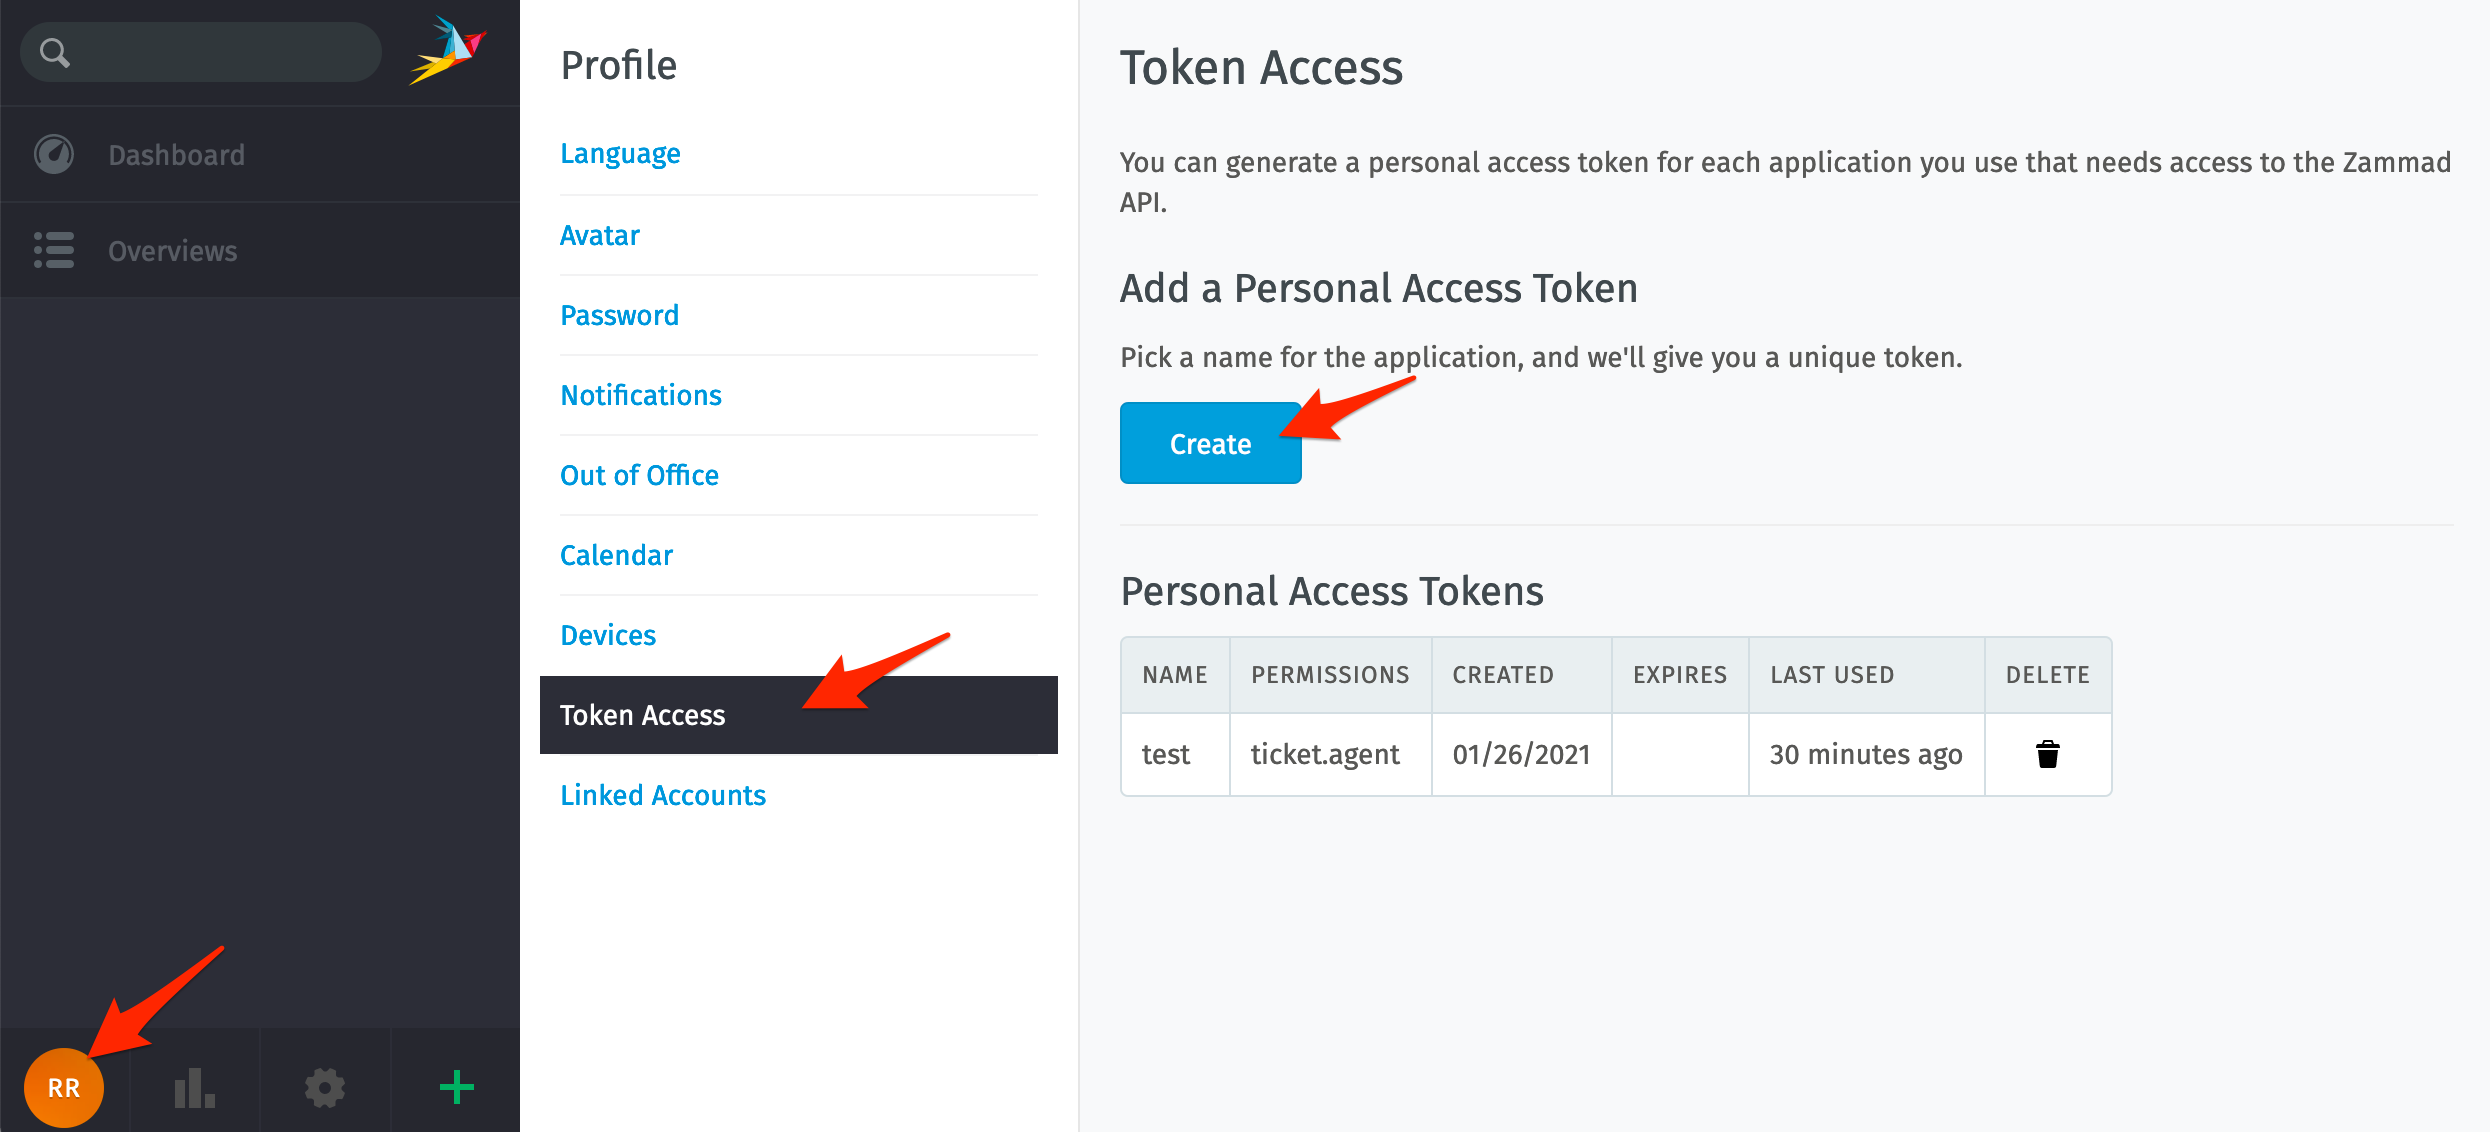 Dashboard
Overviews
RR
Profile
Language
Avatar
Password
Notifications
Out of Office
Calendar
Devices
Token Access
Linked Accounts
Token Access
You can generate a personal access token for each application you use that needs access to the Zammad
API.
Add a Personal Access Token
Pick a name for the application, and we'll give you a unique token.
Create
Personal Access Tokens
NAME PERMISSIONS CREATED EXPIRES LAST USED DELETE
test ticket.agent 01/26/2021 30 minutes ago